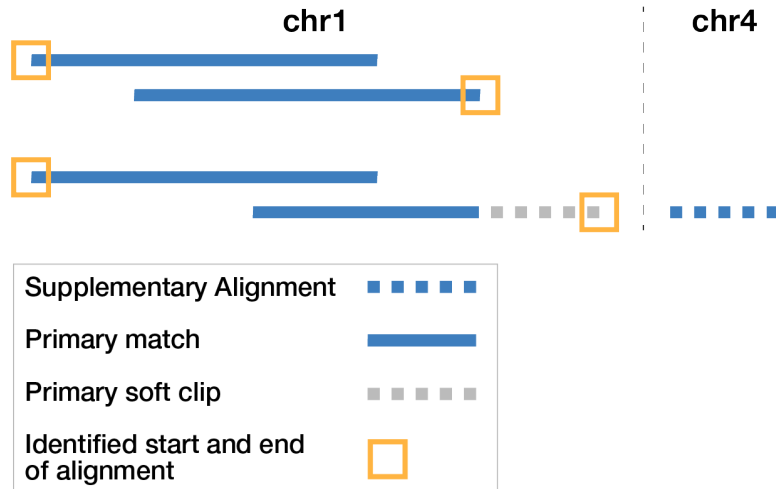 chr1 chr4
Supplementary Alignment
Primary match
Primary soft clip
Identified start and end
of alignment